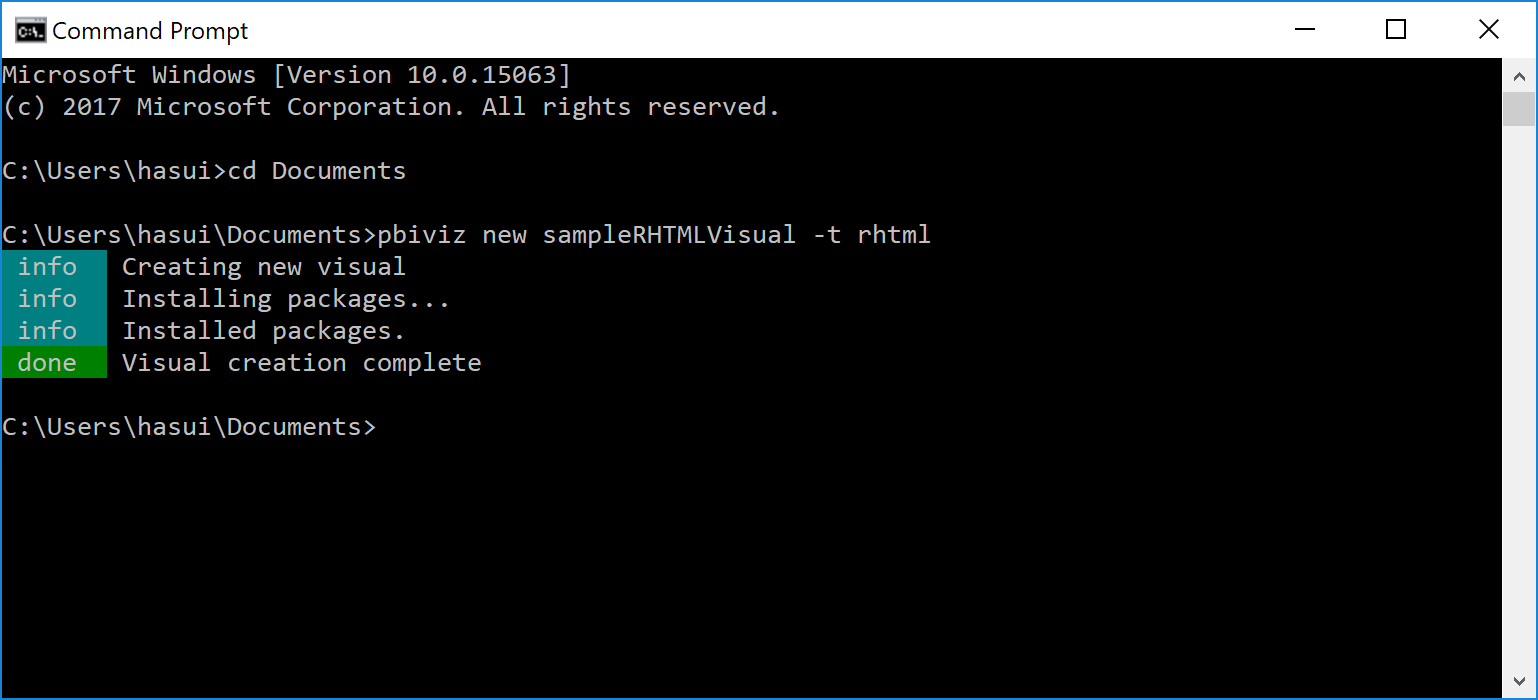 Command Prompt
Microsoft Windows [Version 10.0.15063]
(c) 2017 Microsoft Corporation. All rights reserved.
C:\Users\hasui>cd Documents
C:\Users\hasui\Documents>pbiviz new sampleRHTMLVisual -t rhtml
info Creating new visual
info Installing packages...
info Installed packages.
done Visual creation complete
C:\Users\hasui\Documents>